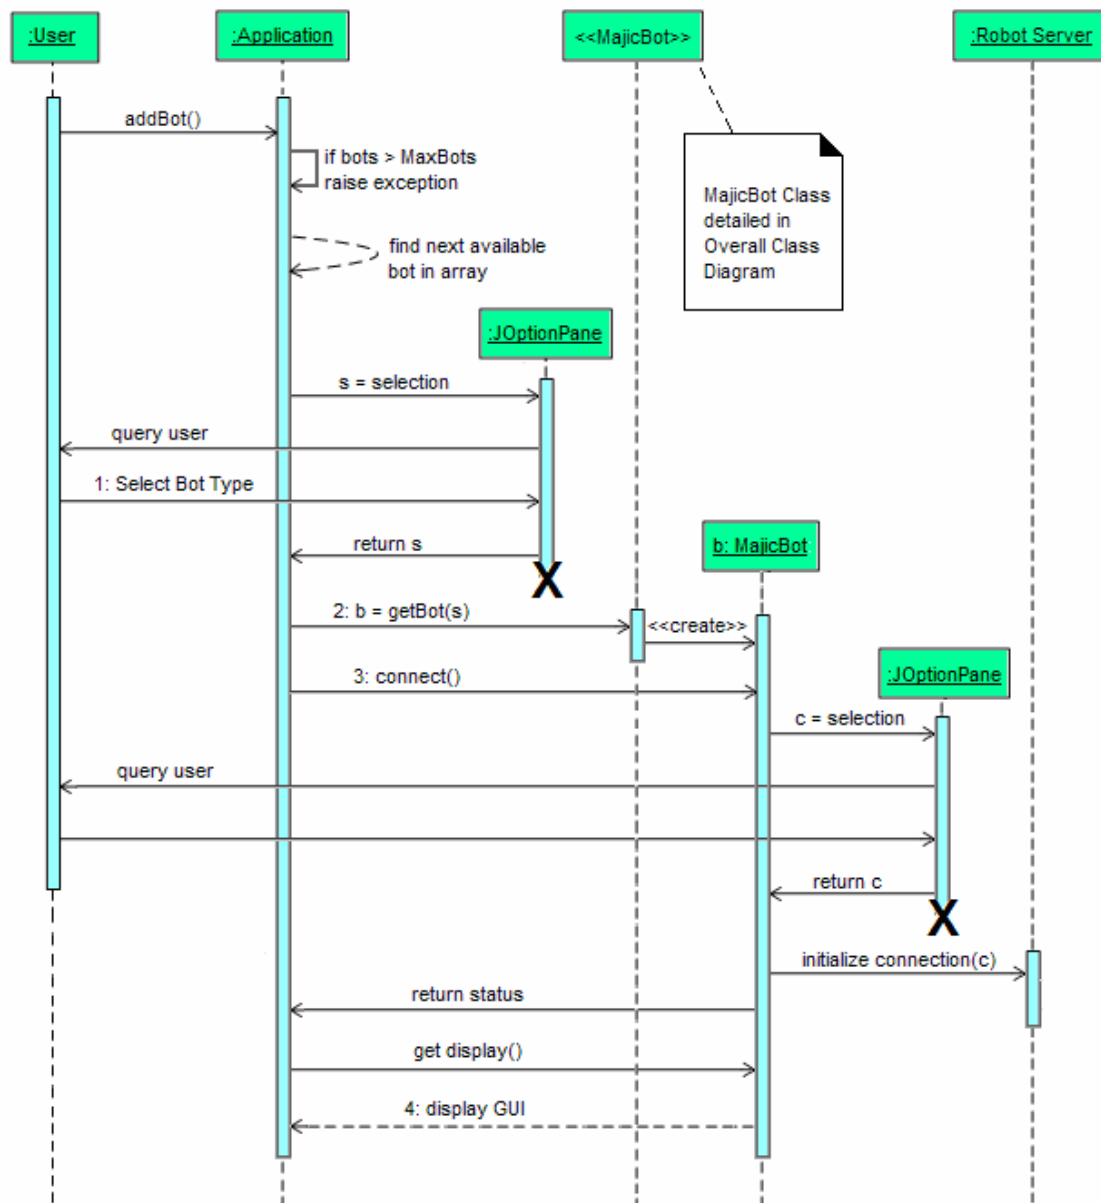 :User
:Application
<<MajicBot>>
:Robot Server
addBot()
if bots > MaxBots
raise exception
MajicBot Class
detailed in
Overall Class
Diagram
find next available
bot in array
:JOptionPane
s = selection
query user
1: Select Bot Type
return s
X
b: MajicBot
2: b = getBot(s)
<<create>>
3: connect()
:JOptionPane
c = selection
query user
return c
X
initialize connection(c)
return status
get display()
4: display GUI